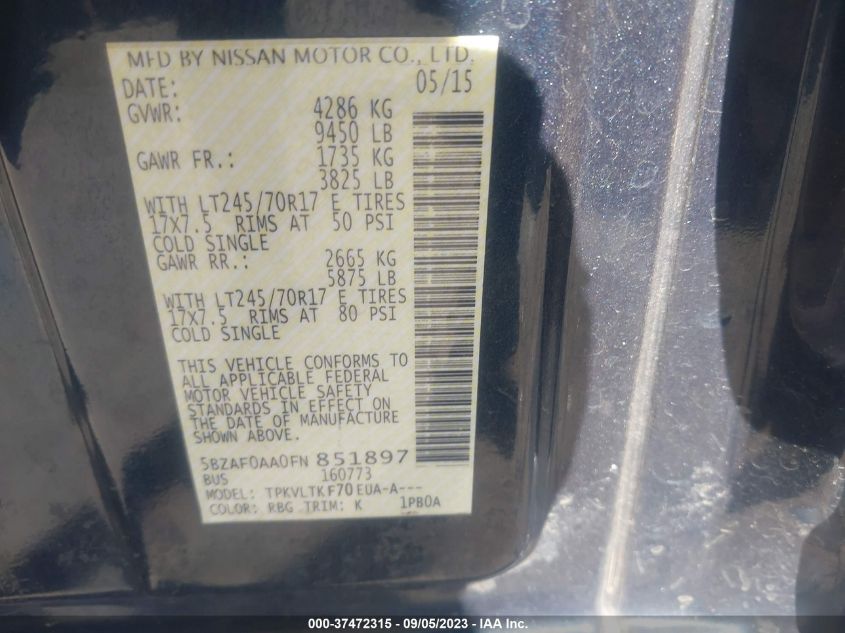 MFD BY NISSAN MOTOR CO., LTD.
DATE: 05/15
GVWR: 4286 KG
9450 LB
GAWR FR.: 1735 KG
3825 LB
WITH LT245/70R17 E TIRES
17X7.5 RIMS AT 50 PSI
COLD SINGLE
GAWR RR.: 2665 KG
5875 LB
WITH LT245/70R17 E TIRES
17X7.5 RIMS AT 80 PSI
COLD SINGLE
THIS VEHICLE CONFORMS TO
ALL APPLICABLE FEDERAL
MOTOR VEHICLE SAFETY
STANDARDS IN EFFECT ON
THE DATE OF MANUFACTURE
SHOWN ABOVE.
5BZAF0AA0FN 851897
BUS 160773
MODEL: TPKVLTKF70EUA-A---
COLOR: RBG TRIM: K 1PB0A
000-37472315 - 09/05/2023 - IAA Inc.